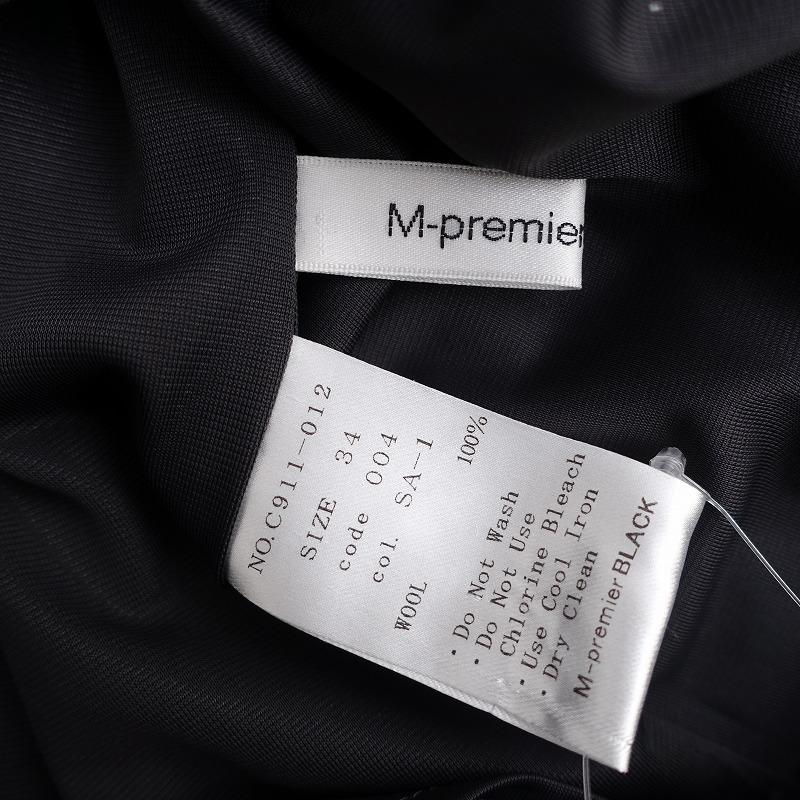 M-premier
NO.C911-012
SIZE 34
code 004
col. SA-1
WOOL 100%
・Do Not Wash
・Do Not Use
Chlorine Bleach
・Use Cool Iron
・Dry Clean
M-premier BLACK